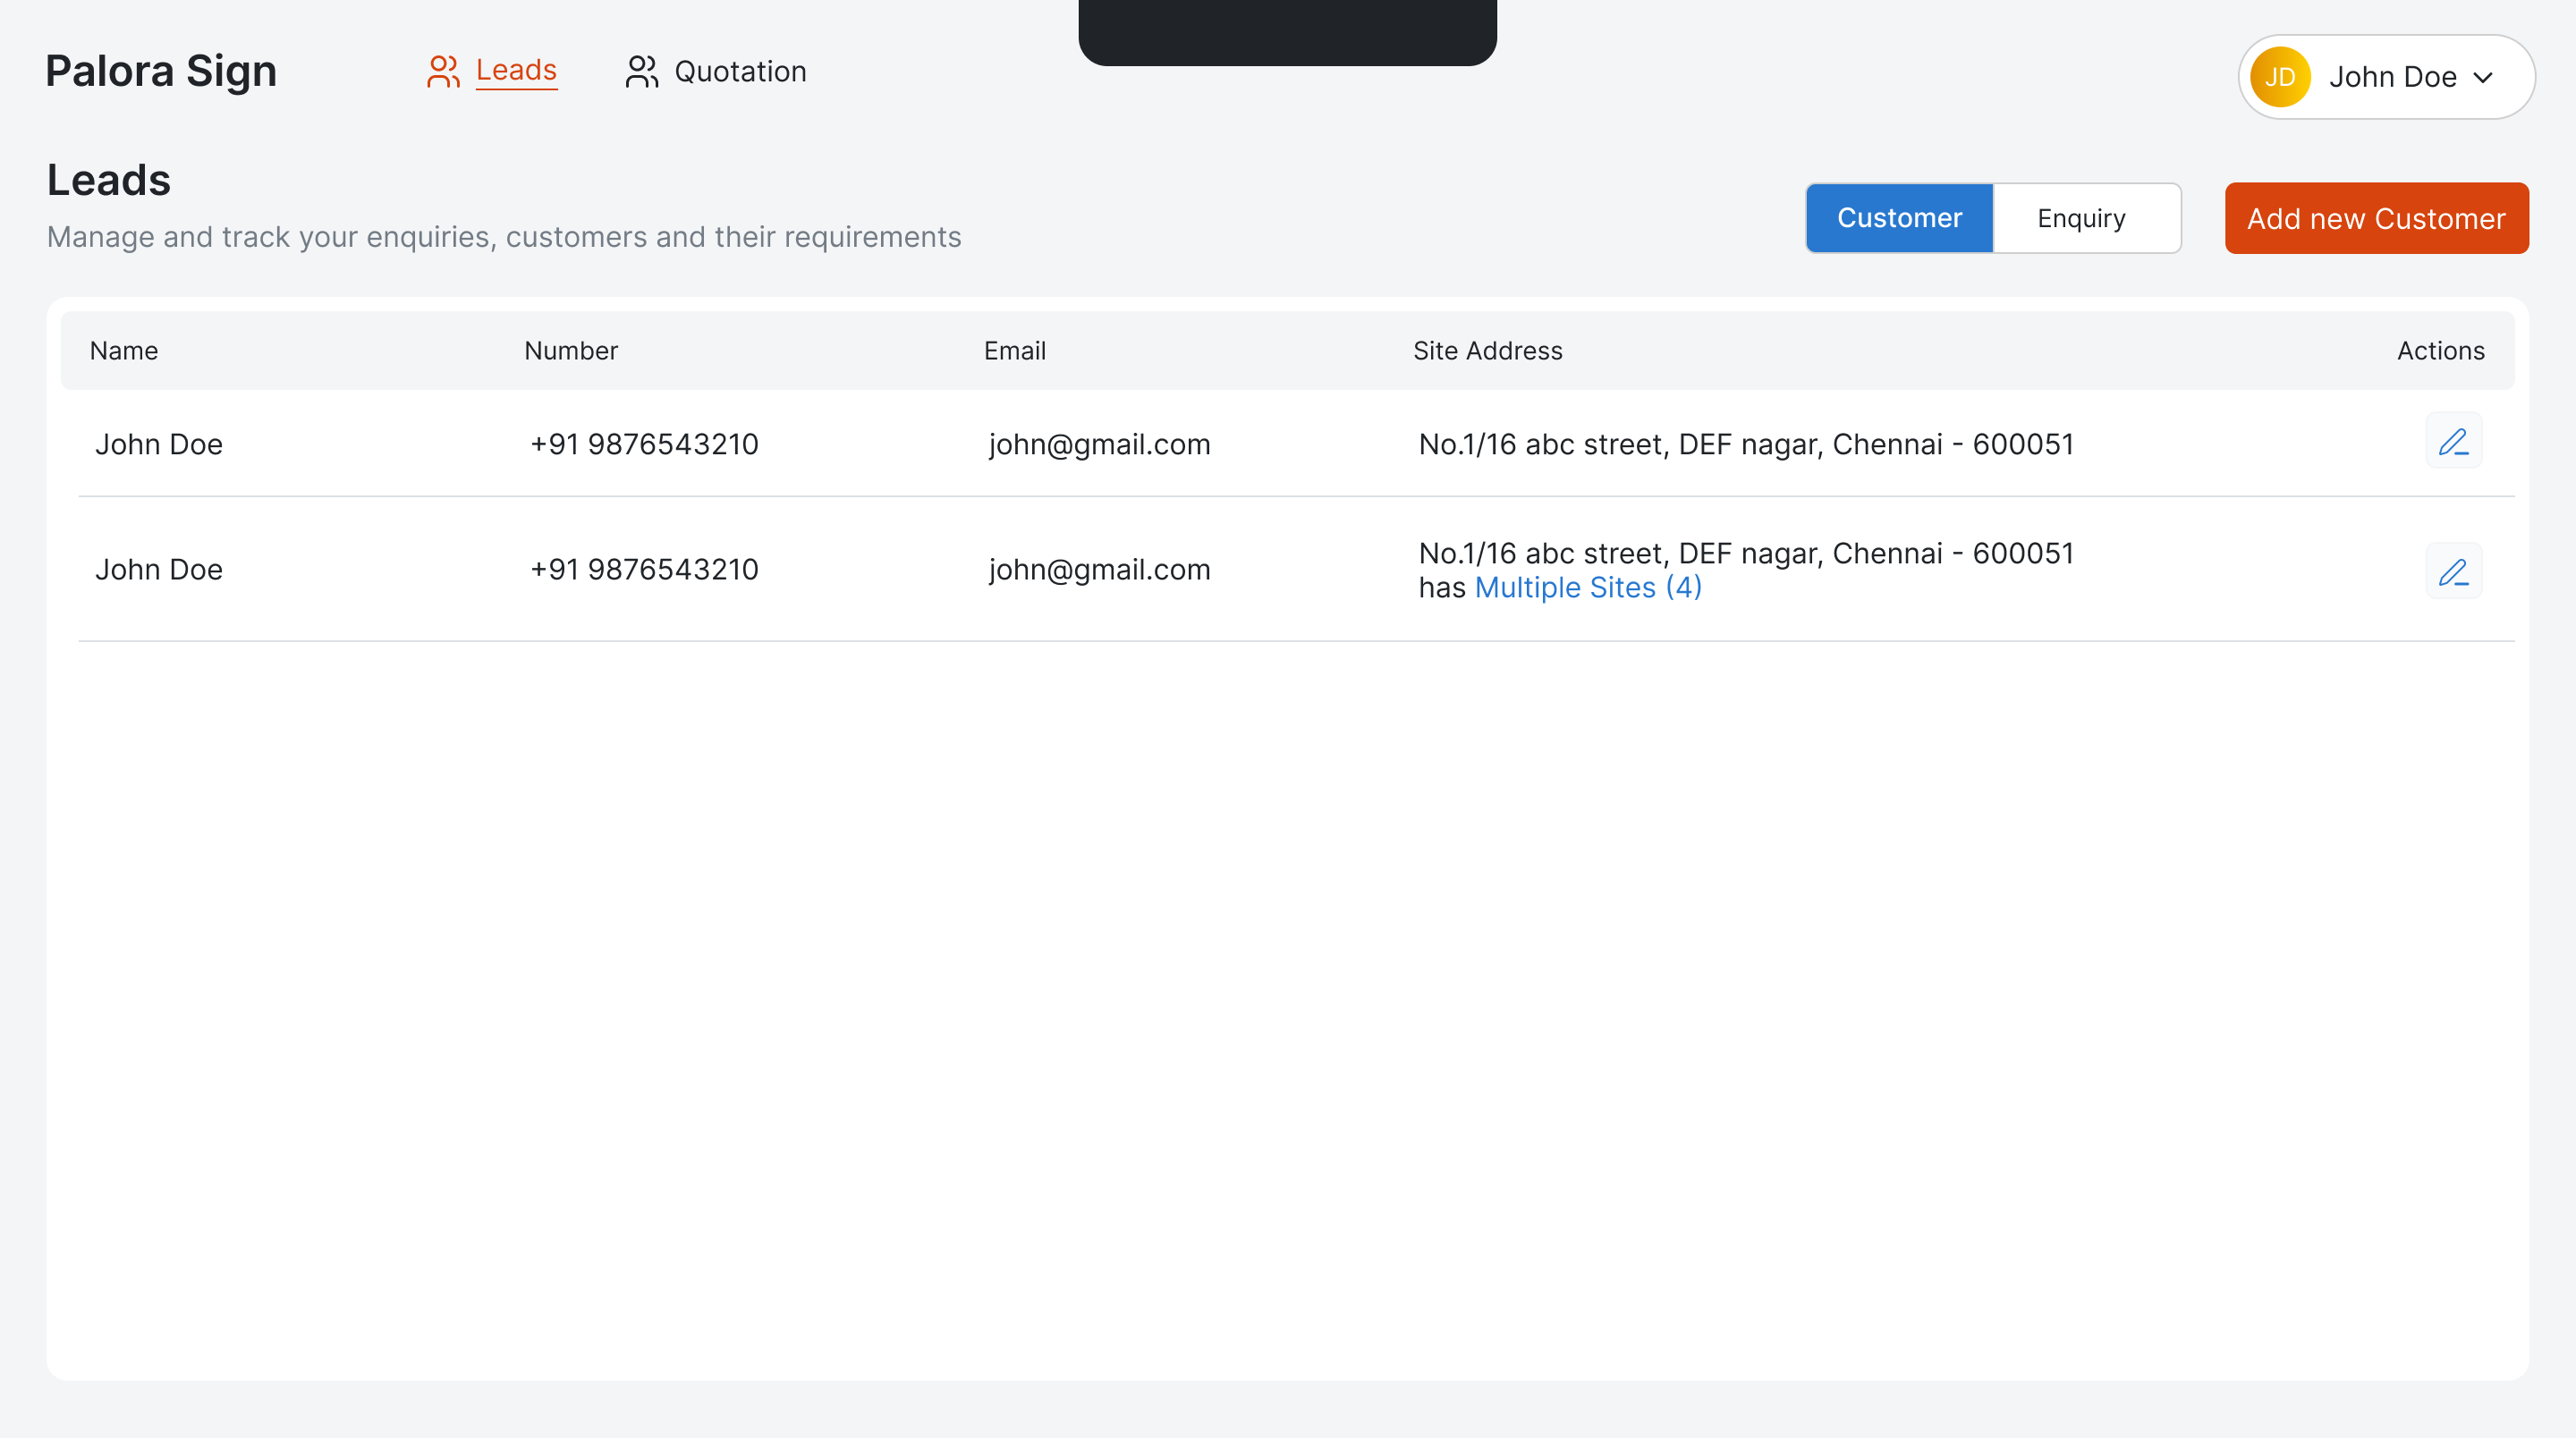 Palora Sign
Leads
Quotation
JD
John Doe
Leads
Manage and track your enquiries, customers and their requirements
Customer
Enquiry
Add new Customer
Name
Number
Email
Site Address
Actions
John Doe
+91 9876543210
john@gmail.com
No.1/16 abc street, DEF nagar, Chennai - 600051
John Doe
+91 9876543210
john@gmail.com
No.1/16 abc street, DEF nagar, Chennai - 600051
has Multiple Sites (4)